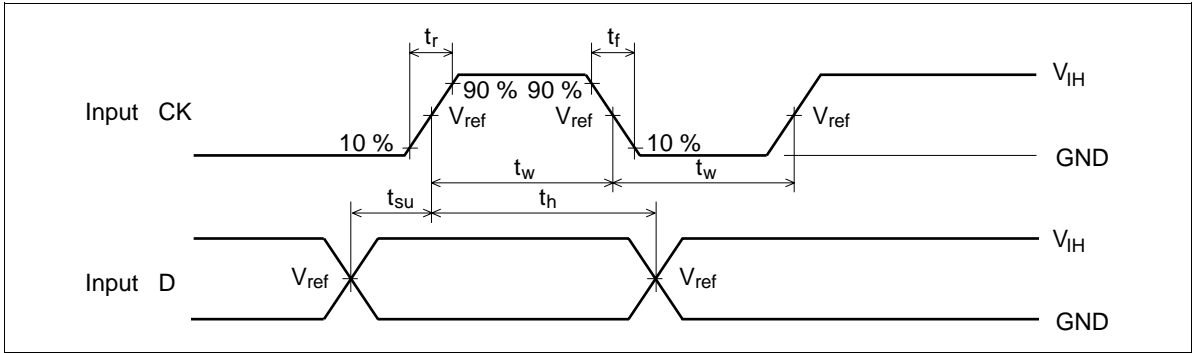 tr tf
VIH
90 % 90 %
Input CK Vref Vref Vref
10 % 10 %
GND
tw tw
tsu th
VIH
Input D Vref Vref
GND